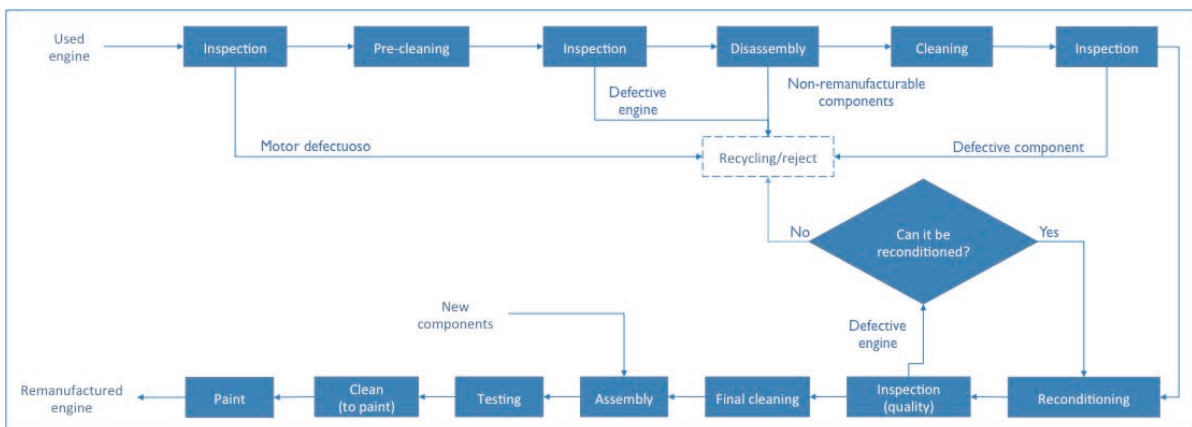 Used
engine
Inspection
Pre-cleaning
Inspection
Disassembly
Cleaning
Inspection
Defective
engine
Non-remanufacturable
components
Motor defectuoso
Recycling/reject
Defective component
No
Can it be
reconditioned?
Yes
New
components
Defective
engine
Remanufactured
engine
Paint
Clean
(to paint)
Testing
Assembly
Final cleaning
Inspection
(quality)
Reconditioning